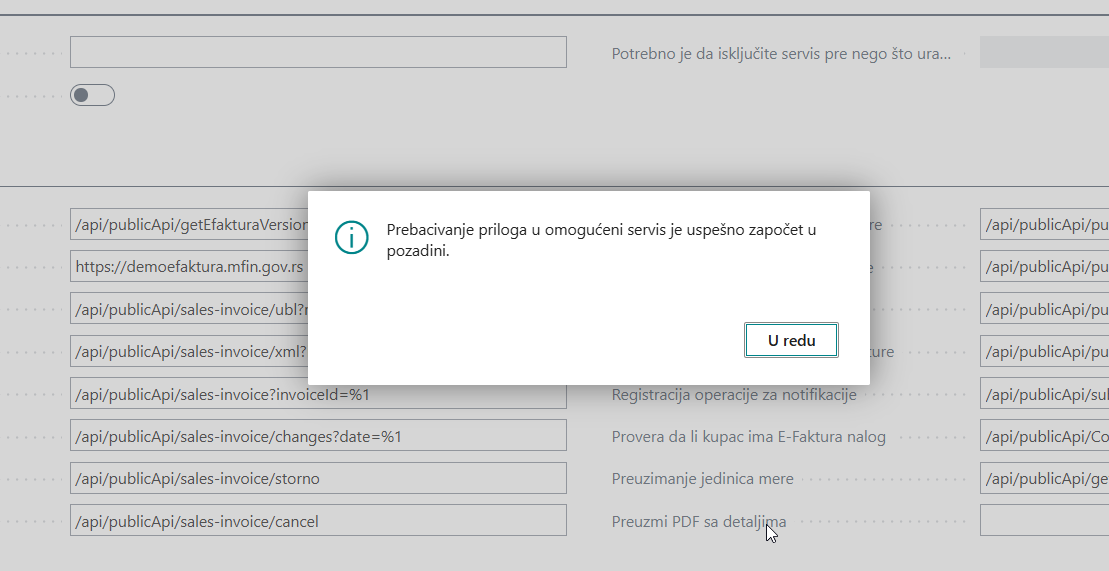 Potrebno je da isključite servis pre nego što ura...
Prebacivanje priloga u omogućeni servis je uspešno započet u
pozadini.
U redu
/api/publicApi/getEfakturaVersion
/api/publicApi/pu
https://demoefaktura.mfin.gov.rs
/api/publicApi/pu
/api/publicApi/sales-invoice/ubl?r
/api/publicApi/pu
/api/publicApi/sales-invoice/xml?
/api/publicApi/pu
/api/publicApi/sales-invoice?invoiceId=%1
Registracija operacije za notifikacije
/api/publicApi/sul
/api/publicApi/sales-invoice/changes?date=%1
Provera da li kupac ima E-Faktura nalog
/api/publicApi/Co
/api/publicApi/sales-invoice/storno
Preuzimanje jedinica mere
/api/publicApi/ge
/api/publicApi/sales-invoice/cancel
Preuzmi PDF sa detaljima